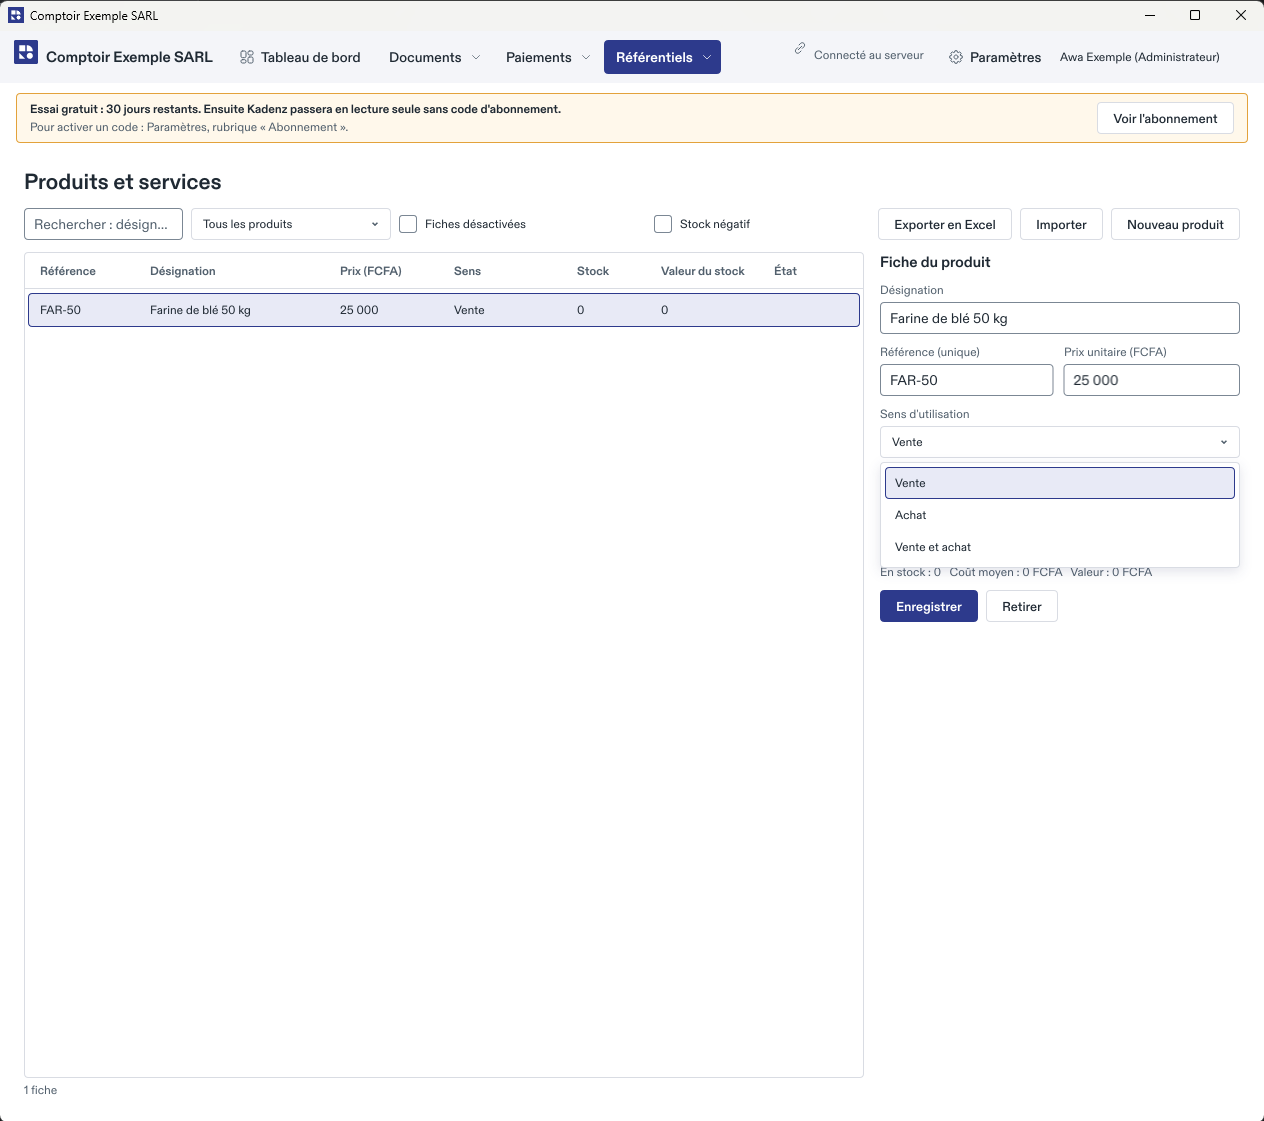 Comptoir Exemple SARL
Comptoir Exemple SARL
Tableau de bord
Documents
Paiements
Référentiels
Connecté au serveur
Paramètres
Awa Exemple (Administrateur)
Essai gratuit : 30 jours restants. Ensuite Kadenz passera en lecture seule sans code d'abonnement.
Pour activer un code : Paramètres, rubrique « Abonnement ».
Voir l'abonnement
Produits et services
Rechercher : désign...
Tous les produits
Fiches désactivées
Stock négatif
Exporter en Excel
Importer
Nouveau produit
Référence Désignation Prix (FCFA) Sens Stock Valeur du stock État
FAR-50 Farine de blé 50 kg 25 000 Vente 0 0
Fiche du produit
Désignation
Farine de blé 50 kg
Référence (unique) Prix unitaire (FCFA)
FAR-50 25 000
Sens d'utilisation
Vente
Vente
Achat
Vente et achat
En stock : 0 Coût moyen : 0 FCFA Valeur : 0 FCFA
Enregistrer
Retirer
1 fiche